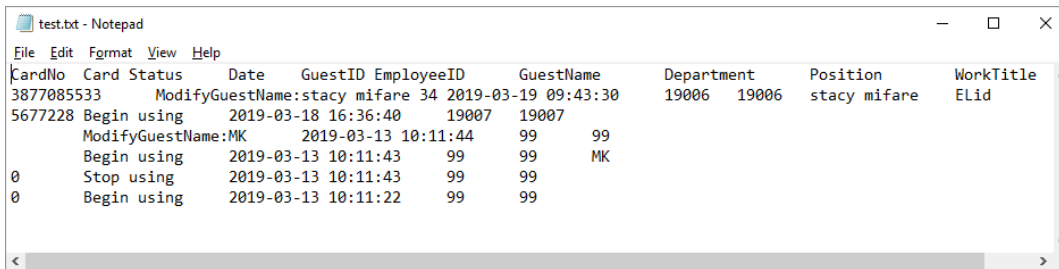 test.txt - Notepad
File Edit Format View Help
CardNo Card Status Date GuestID EmployeeID GuestName Department Position WorkTitle
3877085533 ModifyGuestName:stacy mifare 34 2019-03-19 09:43:30 19006 19006 stacy mifare ELid
5677228 Begin using 2019-03-18 16:36:40 19007 19007
ModifyGuestName:MK 2019-03-13 10:11:44 99 99
Begin using 2019-03-13 10:11:43 99 99 MK
0 Stop using 2019-03-13 10:11:43 99 99
0 Begin using 2019-03-13 10:11:22 99 99